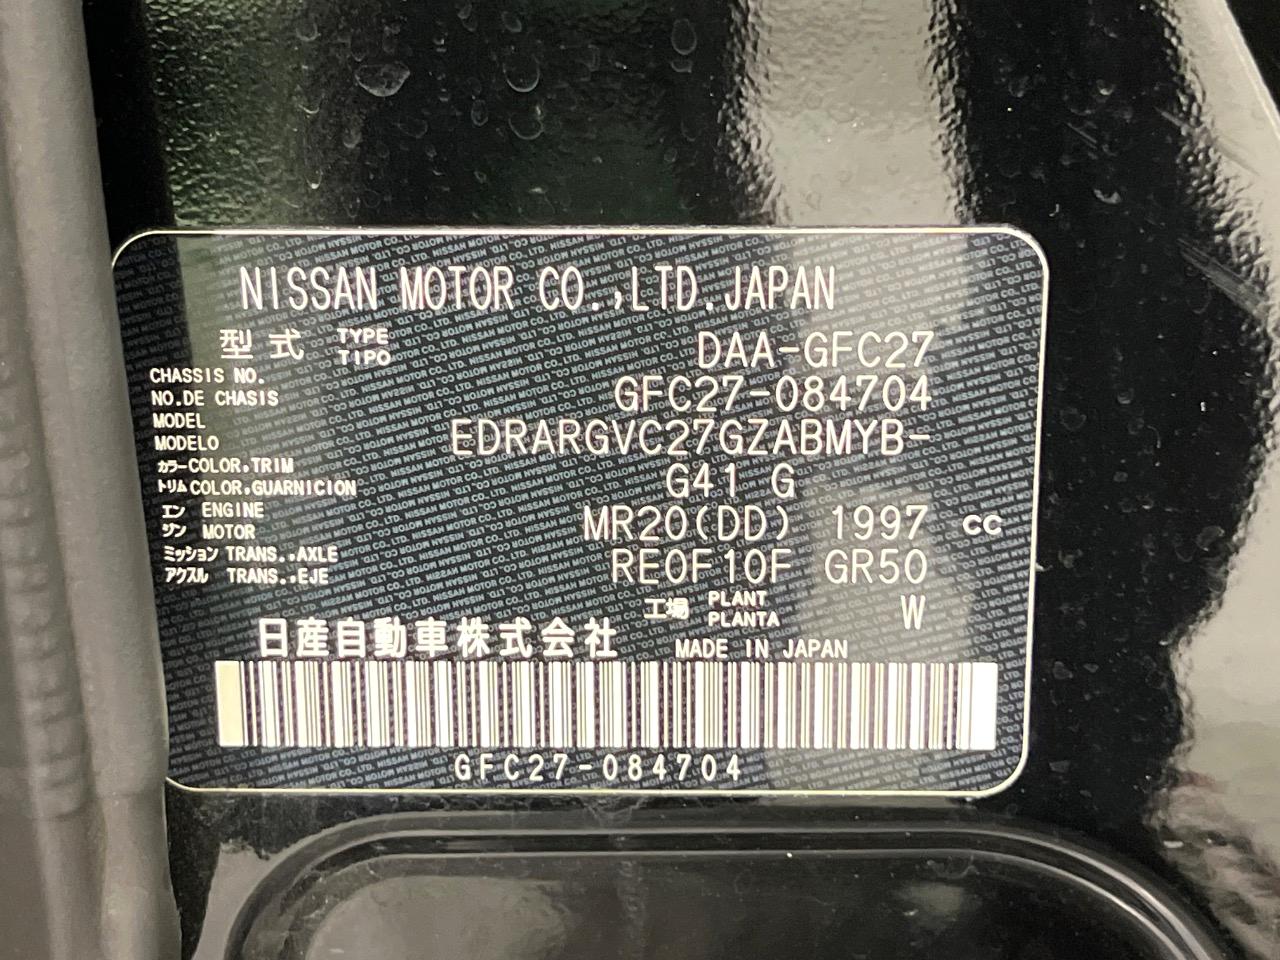 NISSAN MOTOR CO.,LTD.JAPAN
型式 TYPE TIPO DAA-GFC27
CHASSIS NO.
NO.DE CHASIS GFC27-084704
MODEL
MODELO EDRARGVC27GZABMYB-
カラー COLOR,TRIM
トリム COLOR,GUARNICION G41 G
エン ENGINE
ジン MOTOR MR20(DD) 1997 cc
ミッション TRANS.,AXLE
アクスル TRANS.,EJE RE0F10F GR50
工場 PLANT PLANTA W
日産自動車株式会社 MADE IN JAPAN
GFC27-084704